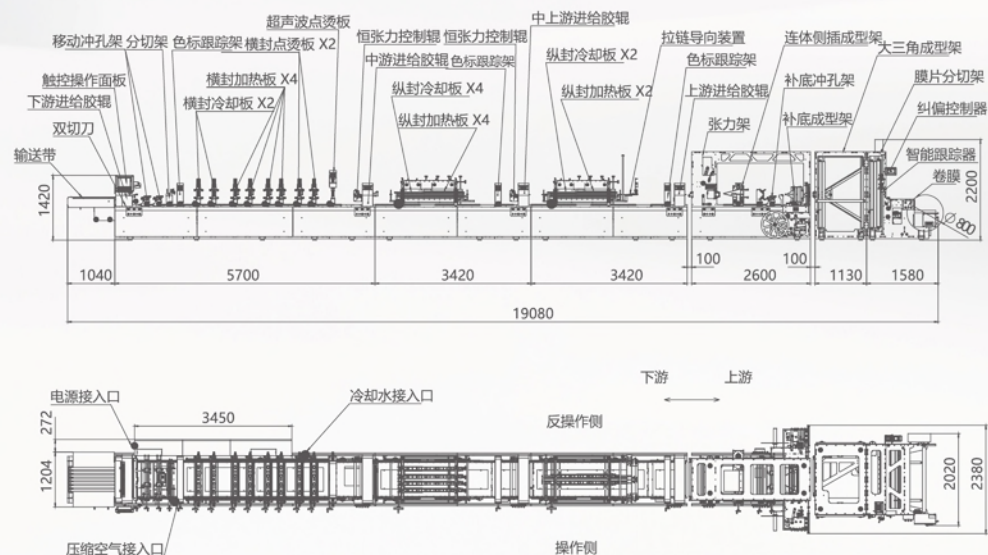 超声波点烫板
中上游进给胶辊
移动冲孔架
分切架
色标跟踪架
横封点烫板 X2
恒张力控制辊
恒张力控制辊
拉链导向装置
连体侧插成型架
大三角成型架
中游进给胶辊
色标跟踪架
纵封冷却板 X2
色标跟踪架
触控操作面板
横封加热板 X4
纵封冷却板 X4
纵封加热板 X2
上游进给胶辊
补底冲孔架
膜片分切架
下游进给胶辊
横封冷却板 X2
纵封加热板 X4
张力架
补底成型架
纠偏控制器
双切刀
输送带
智能跟踪器
卷膜
1420
2200
∅800
100
100
1040
5700
3420
3420
2600
1130
1580
19080
下游
上游
电源接入口
冷却水接入口
3450
反操作侧
272
1204
2020
2380
压缩空气接入口
操作侧